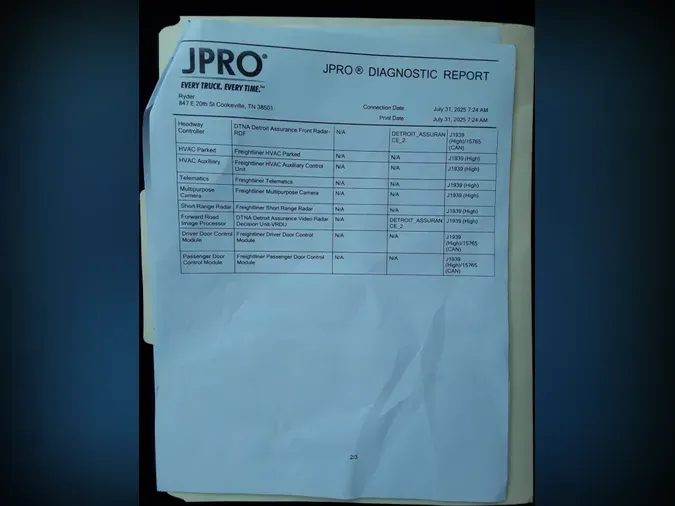 JPRO®
EVERY TRUCK. EVERY TIME.™
JPRO® DIAGNOSTIC REPORT
Ryder
847 E 20th St Cookeville, TN 38501
Connection Date: July 31, 2025 7:24 AM
Print Date: July 31, 2025 7:24 AM
Headway Controller DTNA Detroit Assurance Front Radar-RDF N/A DETROIT_ASSURANCE_2 J1939 (High)/15765 (CAN)
HVAC Parked Freightliner HVAC Parked N/A N/A J1939 (High)
HVAC Auxiliary Freightliner HVAC Auxiliary Control Unit N/A N/A J1939 (High)
Telematics Freightliner Telematics N/A N/A J1939 (High)
Multipurpose Camera Freightliner Multipurpose Camera N/A N/A J1939 (High)
Short Range Radar Freightliner Short Range Radar N/A N/A J1939 (High)
Forward Road Image Processor DTNA Detroit Assurance Video Radar Decision Unit-VRDU N/A DETROIT_ASSURANCE_2 J1939 (High)
Driver Door Control Module Freightliner Driver Door Control Module N/A N/A J1939 (High)/15765 (CAN)
Passenger Door Control Module Freightliner Passenger Door Control Module N/A N/A J1939 (High)/15765 (CAN)
2/3